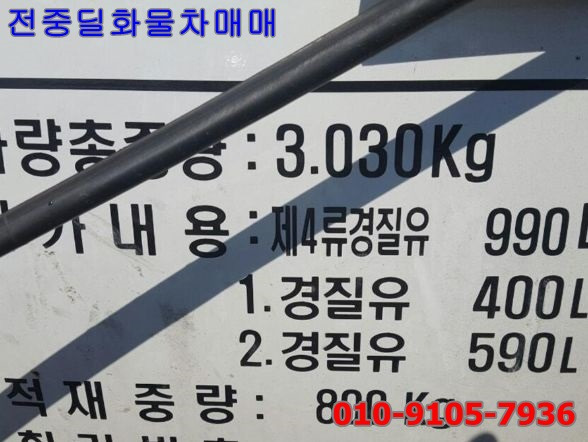 전중딜화물차매매
량총중량 : 3.030Kg
가내용 : 제4류경질유 990L
1. 경질유 400L
2. 경질유 590L
적재중량 : Kg
010-9105-7936